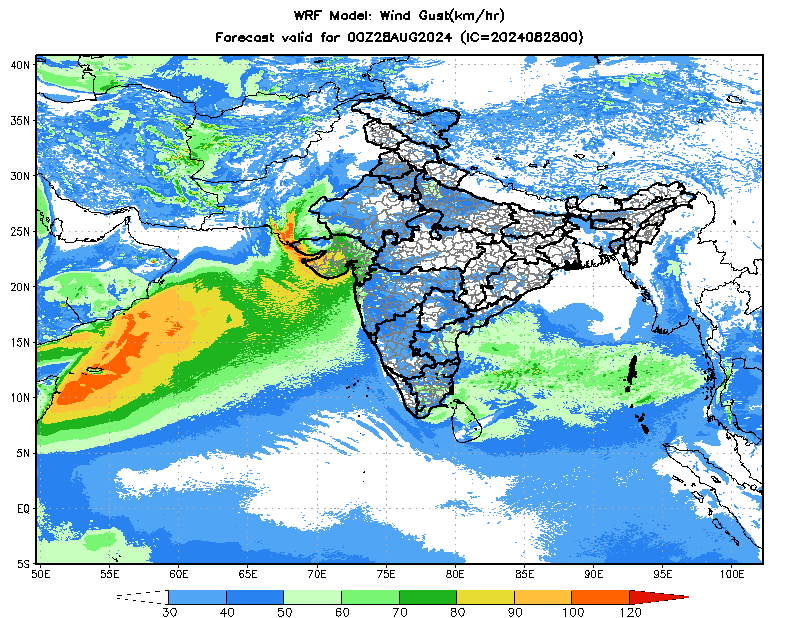 WRF Model: Wind Gust(km/hr)
Forecast valid for 00Z28AUG2024 (IC=2024082800)
40N
35N
30N
25N
20N
15N
10N
5N
EQ
5S
50E 55E 60E 65E 70E 75E 80E 85E 90E 95E 100E
30 40 50 60 70 80 90 100 120